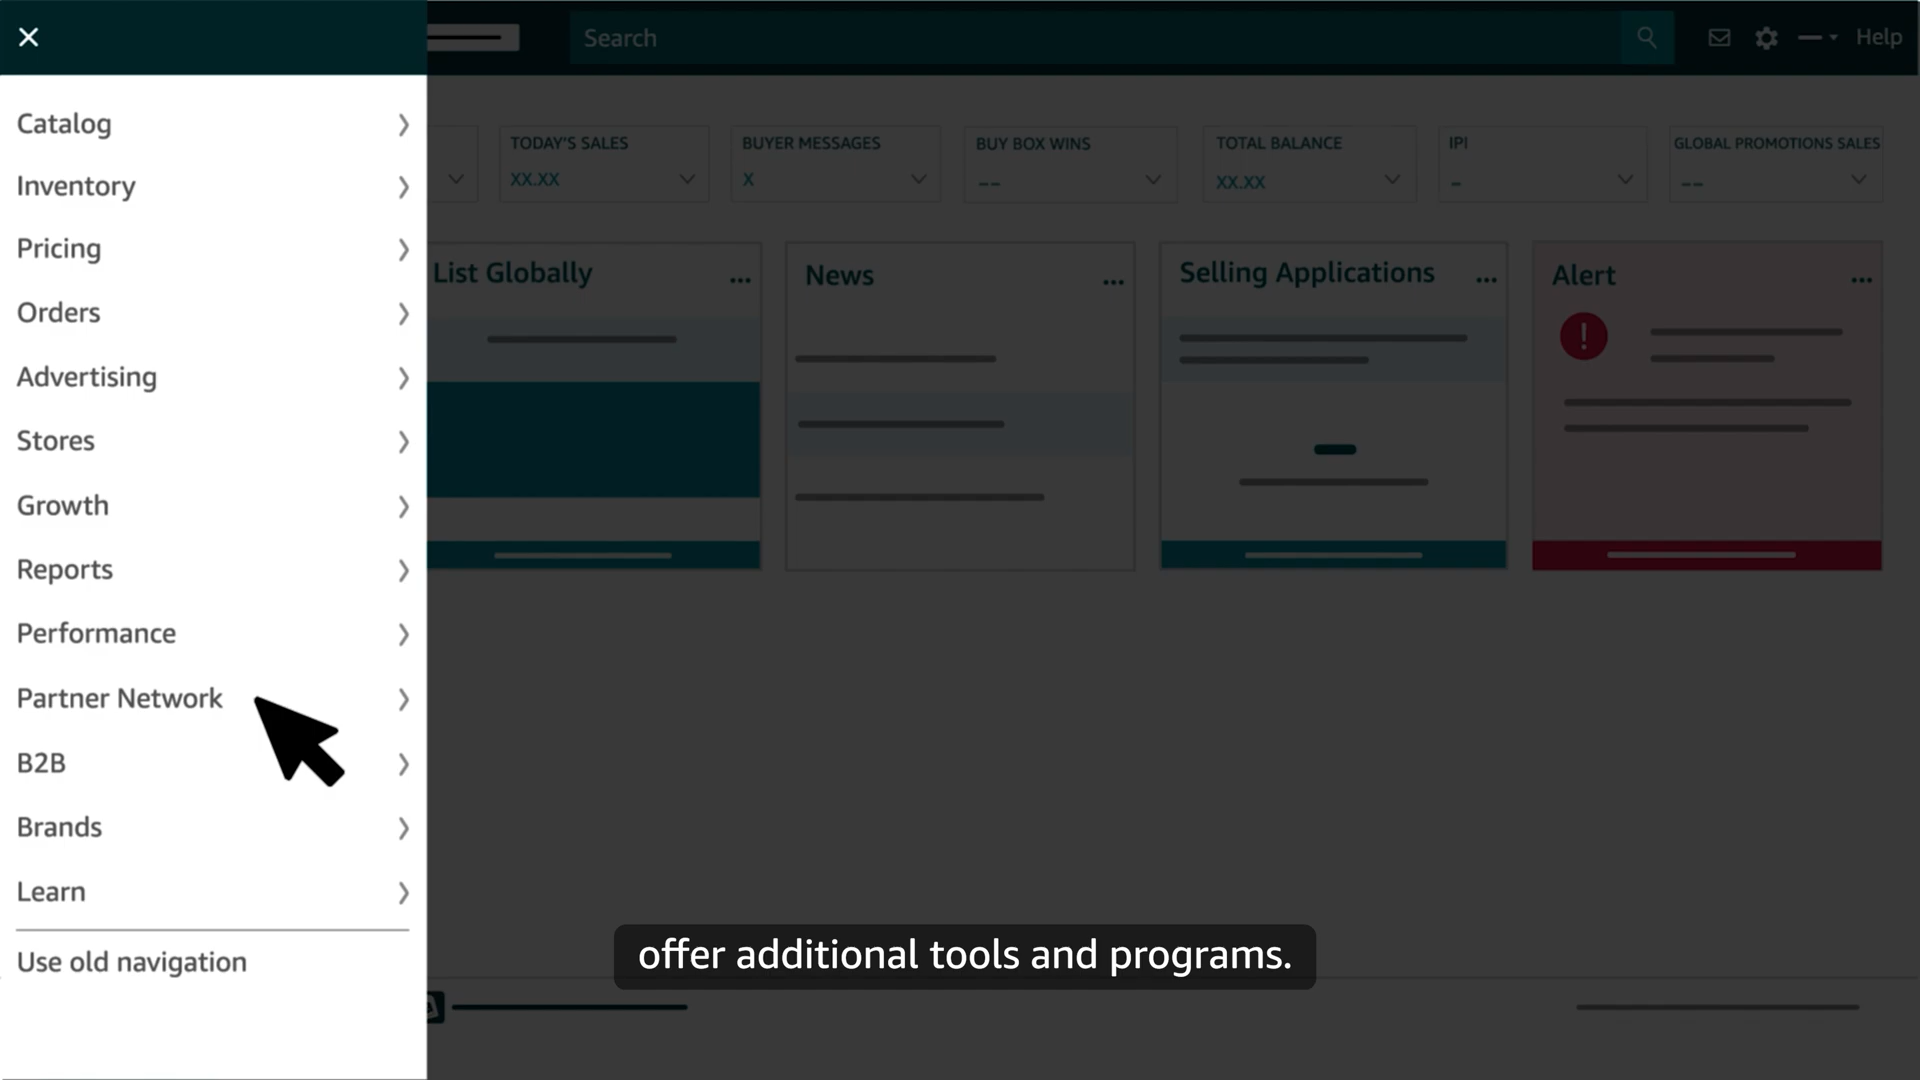 Search
Help
Catalog
Inventory
Pricing
Orders
Advertising
Stores
Growth
Reports
Performance
Partner Network
B2B
Brands
Learn
Use old navigation
TODAY'S SALES
XX.XX
BUYER MESSAGES
X
BUY BOX WINS
--
TOTAL BALANCE
XX.XX
IPI
-
GLOBAL PROMOTIONS SALES
--
List Globally
News
Selling Applications
Alert
!
offer additional tools and programs.